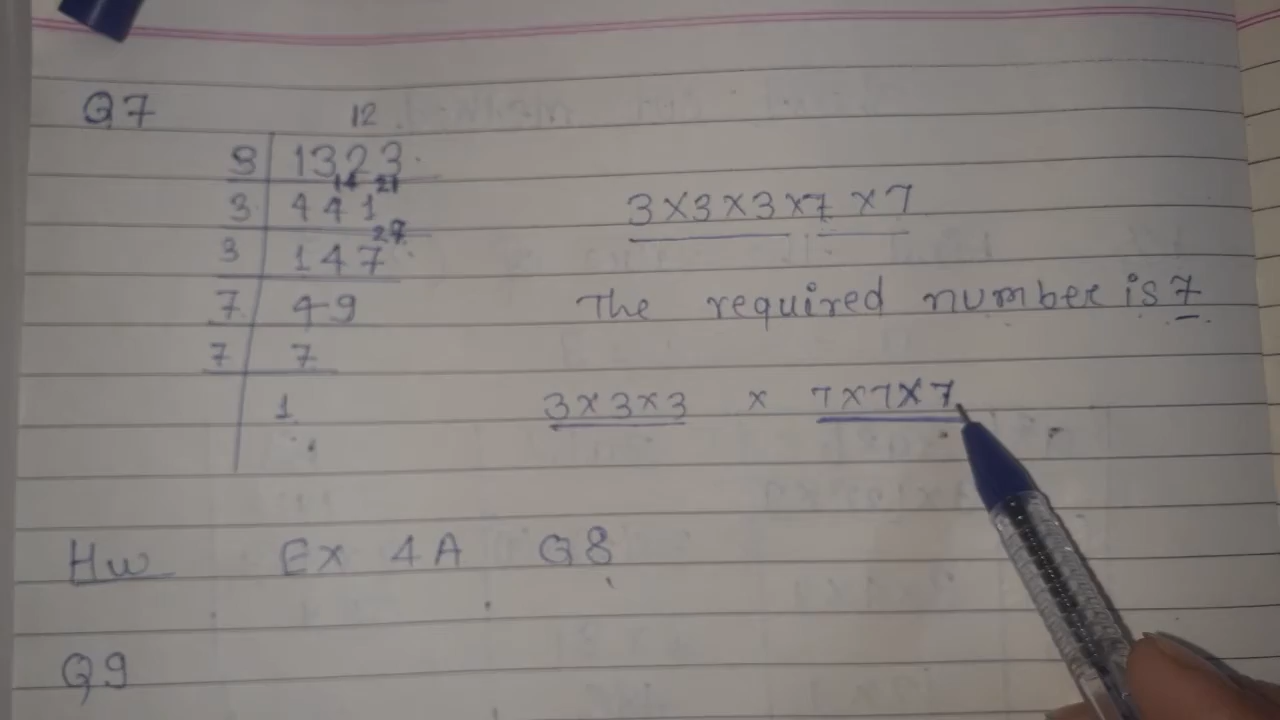 Q7
12
3 1323
14 21
3 441
27
3 147
7 49
7 7
1
3×3×3×7×7
The required number is 7
3×3×3 × 7×7×7
Hw Ex 4A Q8
Q9